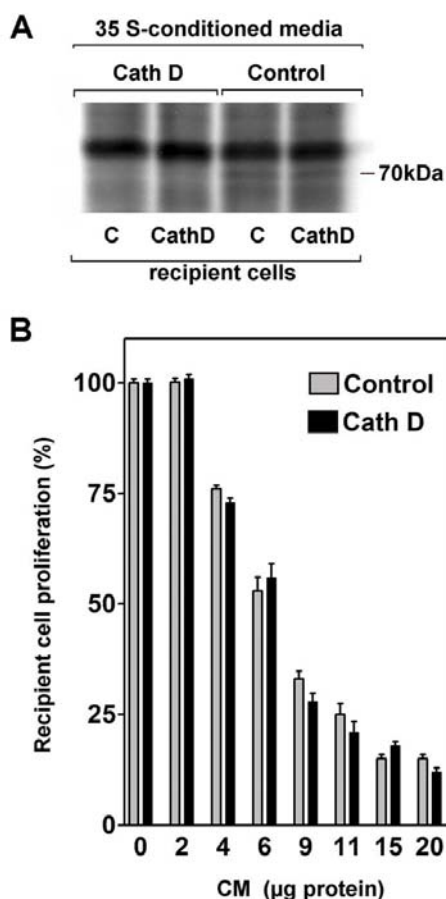 A
35 S-conditioned media
Cath D Control
70kDa
C CathD C CathD
recipient cells
B
Recipient cell proliferation (%)
100
75
50
25
0
Control
Cath D
0 2 4 6 9 11 15 20
CM (µg protein)